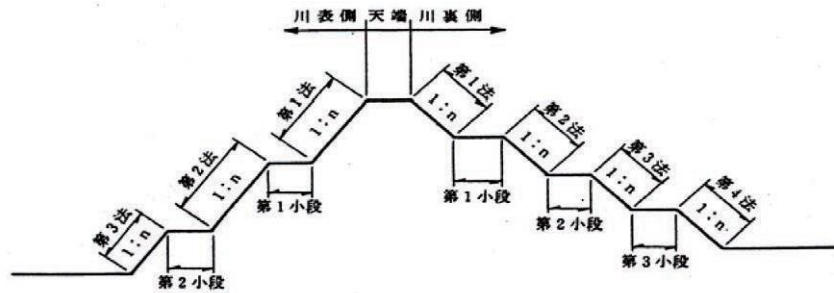 川表側 天端 川裏側
第1法 1:n
第1法 1:n
第2法 1:n
第2法 1:n
第3法 1:n
第1小段
第1小段
第3法 1:n
第4法 1:n
第2小段
第2小段
第3小段